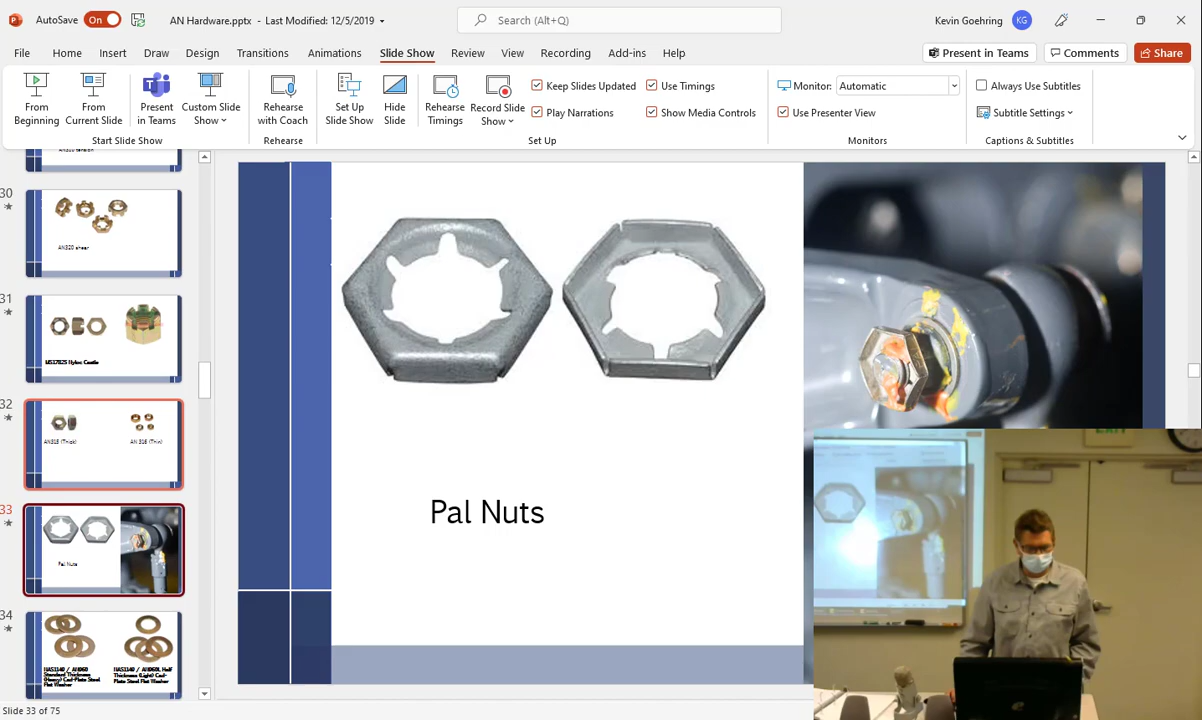 AutoSave On AN Hardware.pptx - Last Modified: 12/5/2019 Search (Alt+Q) Kevin Goehring KG
File Home Insert Draw Design Transitions Animations Slide Show Review View Recording Add-ins Help Present in Teams Comments Share
From Beginning
From Current Slide
Present in Teams
Custom Slide Show
Start Slide Show
Rehearse with Coach
Rehearse
Set Up Slide Show
Hide Slide
Rehearse Timings
Record Slide Show
Keep Slides Updated
Play Narrations
Use Timings
Show Media Controls
Set Up
Monitor: Automatic
Use Presenter View
Monitors
Always Use Subtitles
Subtitle Settings
Captions & Subtitles
30
AN320 shear
31
MS17825 Nyloc Castle
32
AN315 (Thick) AN 316 (Thin)
33
Pal Nuts
34
Pal Nuts
EXIT
Slide 33 of 75